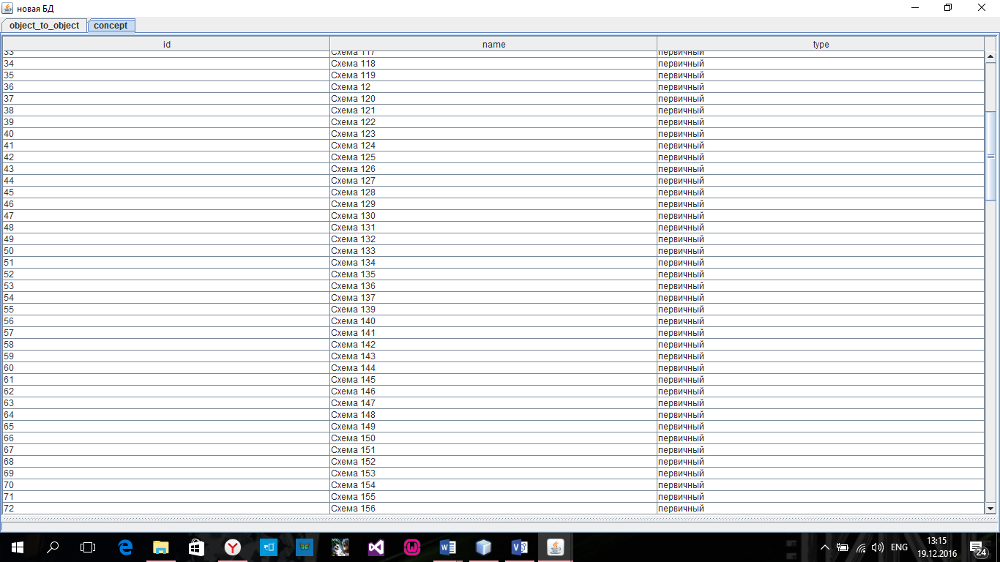 новая БД
object_to_object concept
id name type
33 Схема 117 первичный
34 Схема 118 первичный
35 Схема 119 первичный
36 Схема 12 первичный
37 Схема 120 первичный
38 Схема 121 первичный
39 Схема 122 первичный
40 Схема 123 первичный
41 Схема 124 первичный
42 Схема 125 первичный
43 Схема 126 первичный
44 Схема 127 первичный
45 Схема 128 первичный
46 Схема 129 первичный
47 Схема 130 первичный
48 Схема 131 первичный
49 Схема 132 первичный
50 Схема 133 первичный
51 Схема 134 первичный
52 Схема 135 первичный
53 Схема 136 первичный
54 Схема 137 первичный
55 Схема 139 первичный
56 Схема 140 первичный
57 Схема 141 первичный
58 Схема 142 первичный
59 Схема 143 первичный
60 Схема 144 первичный
61 Схема 145 первичный
62 Схема 146 первичный
63 Схема 147 первичный
64 Схема 148 первичный
65 Схема 149 первичный
66 Схема 150 первичный
67 Схема 151 первичный
68 Схема 152 первичный
69 Схема 153 первичный
70 Схема 154 первичный
71 Схема 155 первичный
72 Схема 156 первичный
ENG
13:15
19.12.2016
24